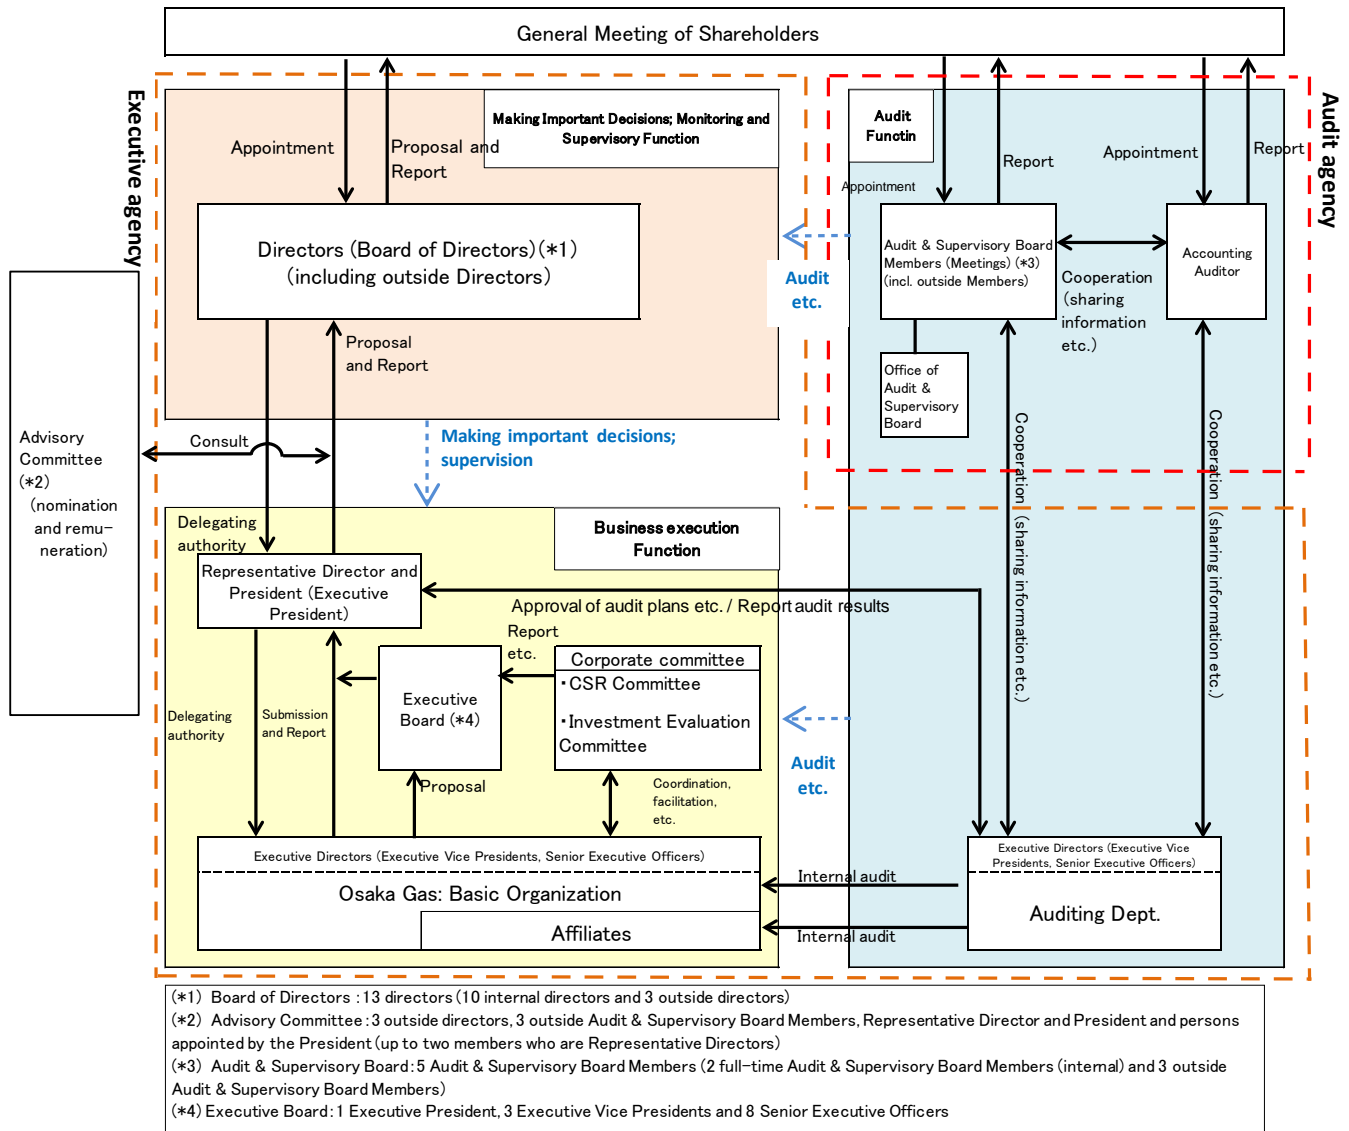 General Meeting of Shareholders
Executive agency
Making Important Decisions; Monitoring and
Supervisory Function
Audit
Functin
Audit agency
Appointment
Proposal and
Report
Appointment
Report
Appointment
Report
Directors (Board of Directors)(*1)
(including outside Directors)
Audit
etc.
Audit & Supervisory Board
Members (Meetings) (*3)
(incl. outside Members)
Cooperation
(sharing
information
etc.)
Accounting
Auditor
Office of
Audit &
Supervisory
Board
Proposal
and Report
Advisory
Committee
(*2)
(nomination
and remu-
neration)
Consult
Making important decisions;
supervision
Cooperation (sharing information etc.)
Cooperation (sharing information etc.)
Delegating
authority
Business execution
Function
Representative Director and
President (Executive
President)
Approval of audit plans etc. / Report audit results
Report
etc.
Corporate committee
・CSR Committee
・Investment Evaluation
Committee
Executive
Board (*4)
Delegating
authority
Submission
and Report
Audit
etc.
Proposal
Coordination,
facilitation,
etc.
Executive Directors (Executive Vice Presidents, Senior Executive Officers)
Osaka Gas: Basic Organization
Affiliates
Internal audit
Internal audit
Executive Directors (Executive Vice
Presidents, Senior Executive Officers)
Auditing Dept.
(*1) Board of Directors :13 directors (10 internal directors and 3 outside directors)
(*2) Advisory Committee:3 outside directors, 3 outside Audit & Supervisory Board Members, Representative Director and President and persons
appointed by the President (up to two members who are Representative Directors)
(*3) Audit & Supervisory Board:5 Audit & Supervisory Board Members (2 full-time Audit & Supervisory Board Members (internal) and 3 outside
Audit & Supervisory Board Members)
(*4) Executive Board:1 Executive President, 3 Executive Vice Presidents and 8 Senior Executive Officers